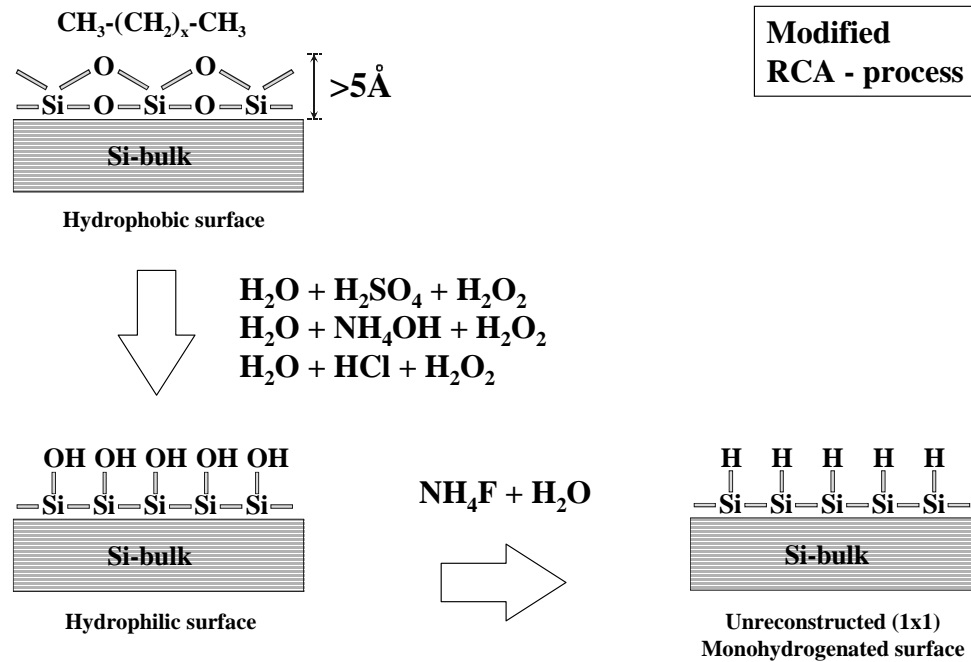 CH₃-(CH₂)ₓ-CH₃
Modified
RCA - process
O O
>5Å
Si O Si O Si
Si-bulk
Hydrophobic surface
H₂O + H₂SO₄ + H₂O₂
H₂O + NH₄OH + H₂O₂
H₂O + HCl + H₂O₂
OH OH OH OH OH
Si Si Si Si Si
Si-bulk
Hydrophilic surface
NH₄F + H₂O
H H H H H
Si Si Si Si Si
Si-bulk
Unreconstructed (1x1)
Monohydrogenated surface